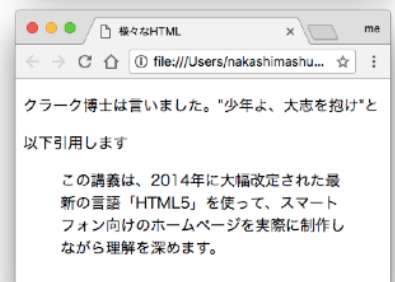 様々なHTML
me
file:///Users/nakashimashu...
クラーク博士は言いました。"少年よ、大志を抱け"と
以下引用します
この講義は、2014年に大幅改定された最
新の言語「HTML5」を使って、スマート
フォン向けのホームページを実際に制作し
ながら理解を深めます。